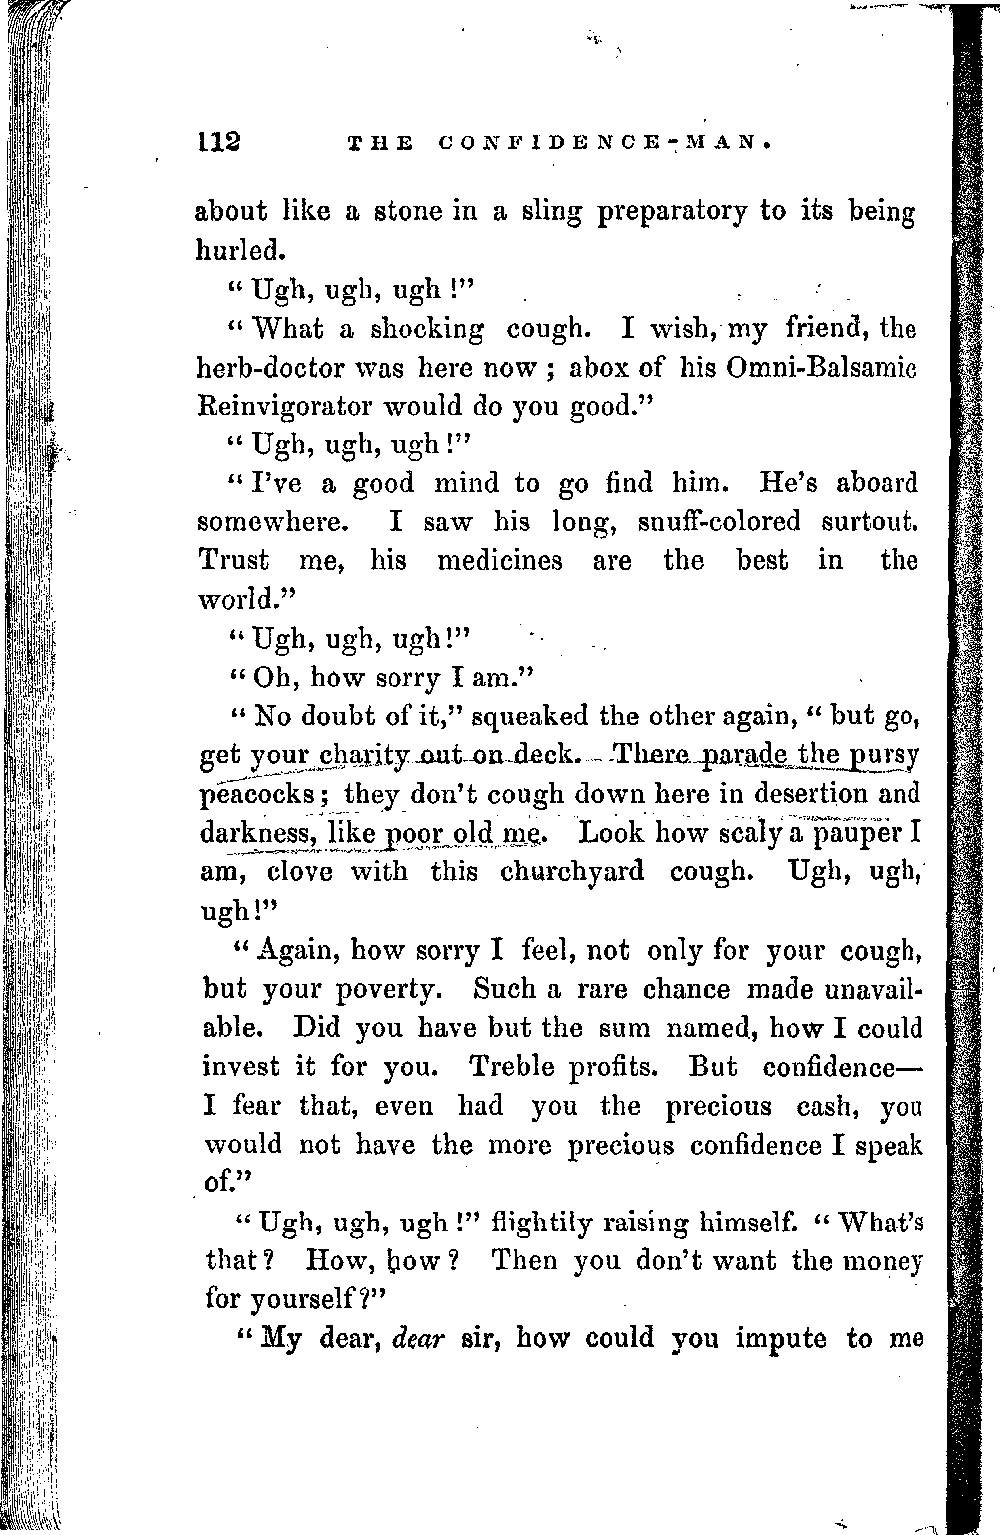 112 THE CONFIDENCE-MAN.
about like a stone in a sling preparatory to its being
hurled.
“Ugh, ugh, ugh!”
“What a shocking cough. I wish, my friend, the
herb-doctor was here now; abox of his Omni-Balsamic
Reinvigorator would do you good.”
“Ugh, ugh, ugh!”
“I’ve a good mind to go find him. He’s aboard
somewhere. I saw his long, snuff-colored surtout.
Trust me, his medicines are the best in the
world.”
“Ugh, ugh, ugh!”
“Oh, how sorry I am.”
“No doubt of it,” squeaked the other again, “but go,
get your charity out on deck. There parade the pursy
peacocks; they don’t cough down here in desertion and
darkness, like poor old me. Look how scaly a pauper I
am, clove with this churchyard cough. Ugh, ugh,
ugh!”
“Again, how sorry I feel, not only for your cough,
but your poverty. Such a rare chance made unavail-
able. Did you have but the sum named, how I could
invest it for you. Treble profits. But confidence—
I fear that, even had you the precious cash, you
would not have the more precious confidence I speak
of.”
“Ugh, ugh, ugh!” flightily raising himself. “What’s
that? How, how? Then you don’t want the money
for yourself?”
“My dear, dear sir, how could you impute to me